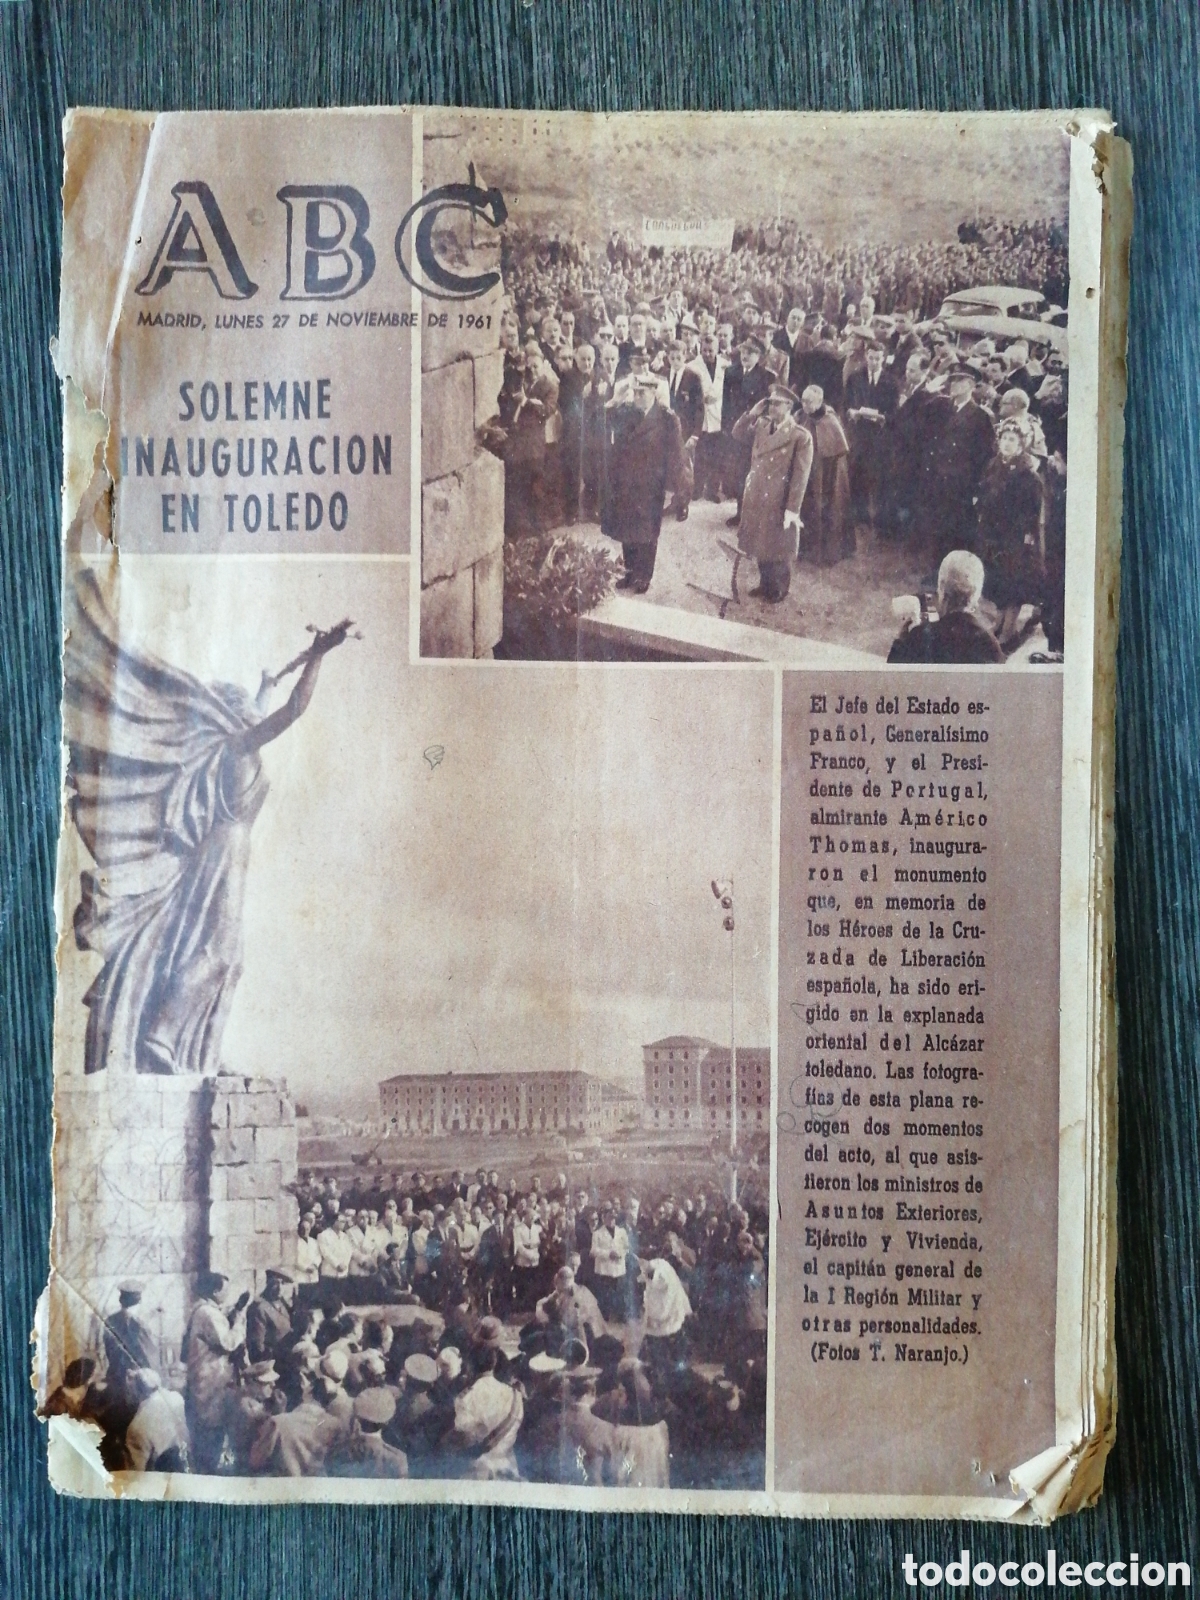 ABC
MADRID, LUNES 27 DE NOVIEMBRE DE 1961
SOLEMNE
INAUGURACION
EN TOLEDO
El Jefe del Estado es-
pañol, Generalísimo
Franco, y el Presi-
dente de Portugal,
almirante Américo
Thomas, inaugura-
ron el monumento
que, en memoria de
los Héroes de la Cru-
zada de Liberación
española, ha sido eri-
gido en la explanada
oriental del Alcázar
toledano. Las fotogra-
fías de esta plana re-
cogen dos momentos
del acto, al que asis-
tieron los ministros de
Asuntos Exteriores,
Ejército y Vivienda,
el capitán general de
la I Región Militar y
otras personalidades.
(Fotos T. Naranjo.)
todocoleccion